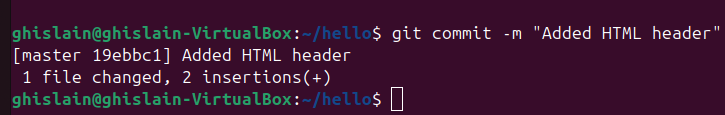 ghislain@ghislain-VirtualBox:~/hello$ git commit -m "Added HTML header"
[master 19ebbc1] Added HTML header
 1 file changed, 2 insertions(+)
ghislain@ghislain-VirtualBox:~/hello$